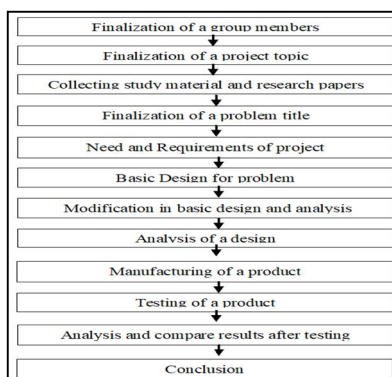 Finalization of a group members
Finalization of a project topic
Collecting study material and research papers
Finalization of a problem title
Need and Requirements of project
Basic Design for problem
Modification in basic design and analysis
Analysis of a design
Manufacturing of a product
Testing of a product
Analysis and compare results after testing
Conclusion